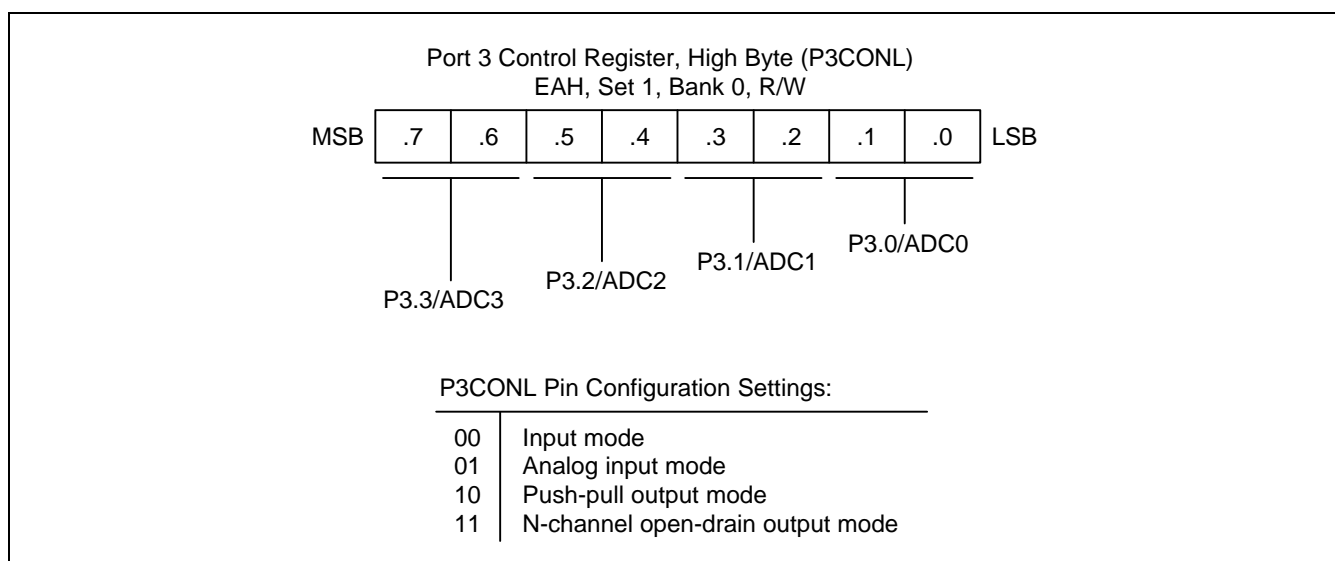 Port 3 Control Register, High Byte (P3CONL)
EAH, Set 1, Bank 0, R/W
MSB .7 .6 .5 .4 .3 .2 .1 .0 LSB
P3.3/ADC3 P3.2/ADC2 P3.1/ADC1 P3.0/ADC0
P3CONL Pin Configuration Settings:
00 Input mode
01 Analog input mode
10 Push-pull output mode
11 N-channel open-drain output mode